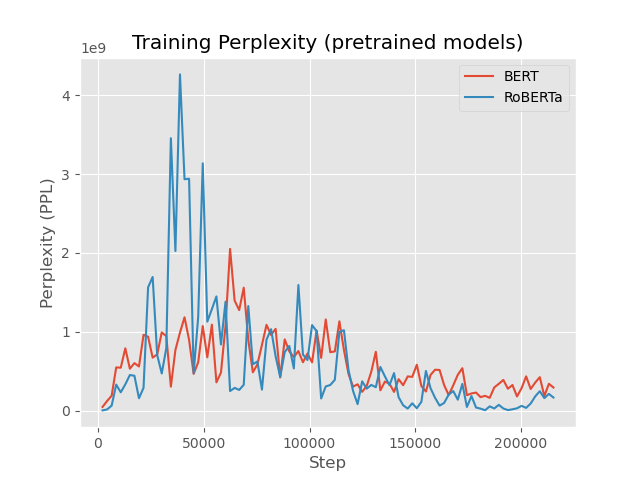 Training Perplexity (pretrained models)
1e9
BERT
RoBERTa
4
3
2
1
0
Perplexity (PPL)
0 50000 100000 150000 200000
Step